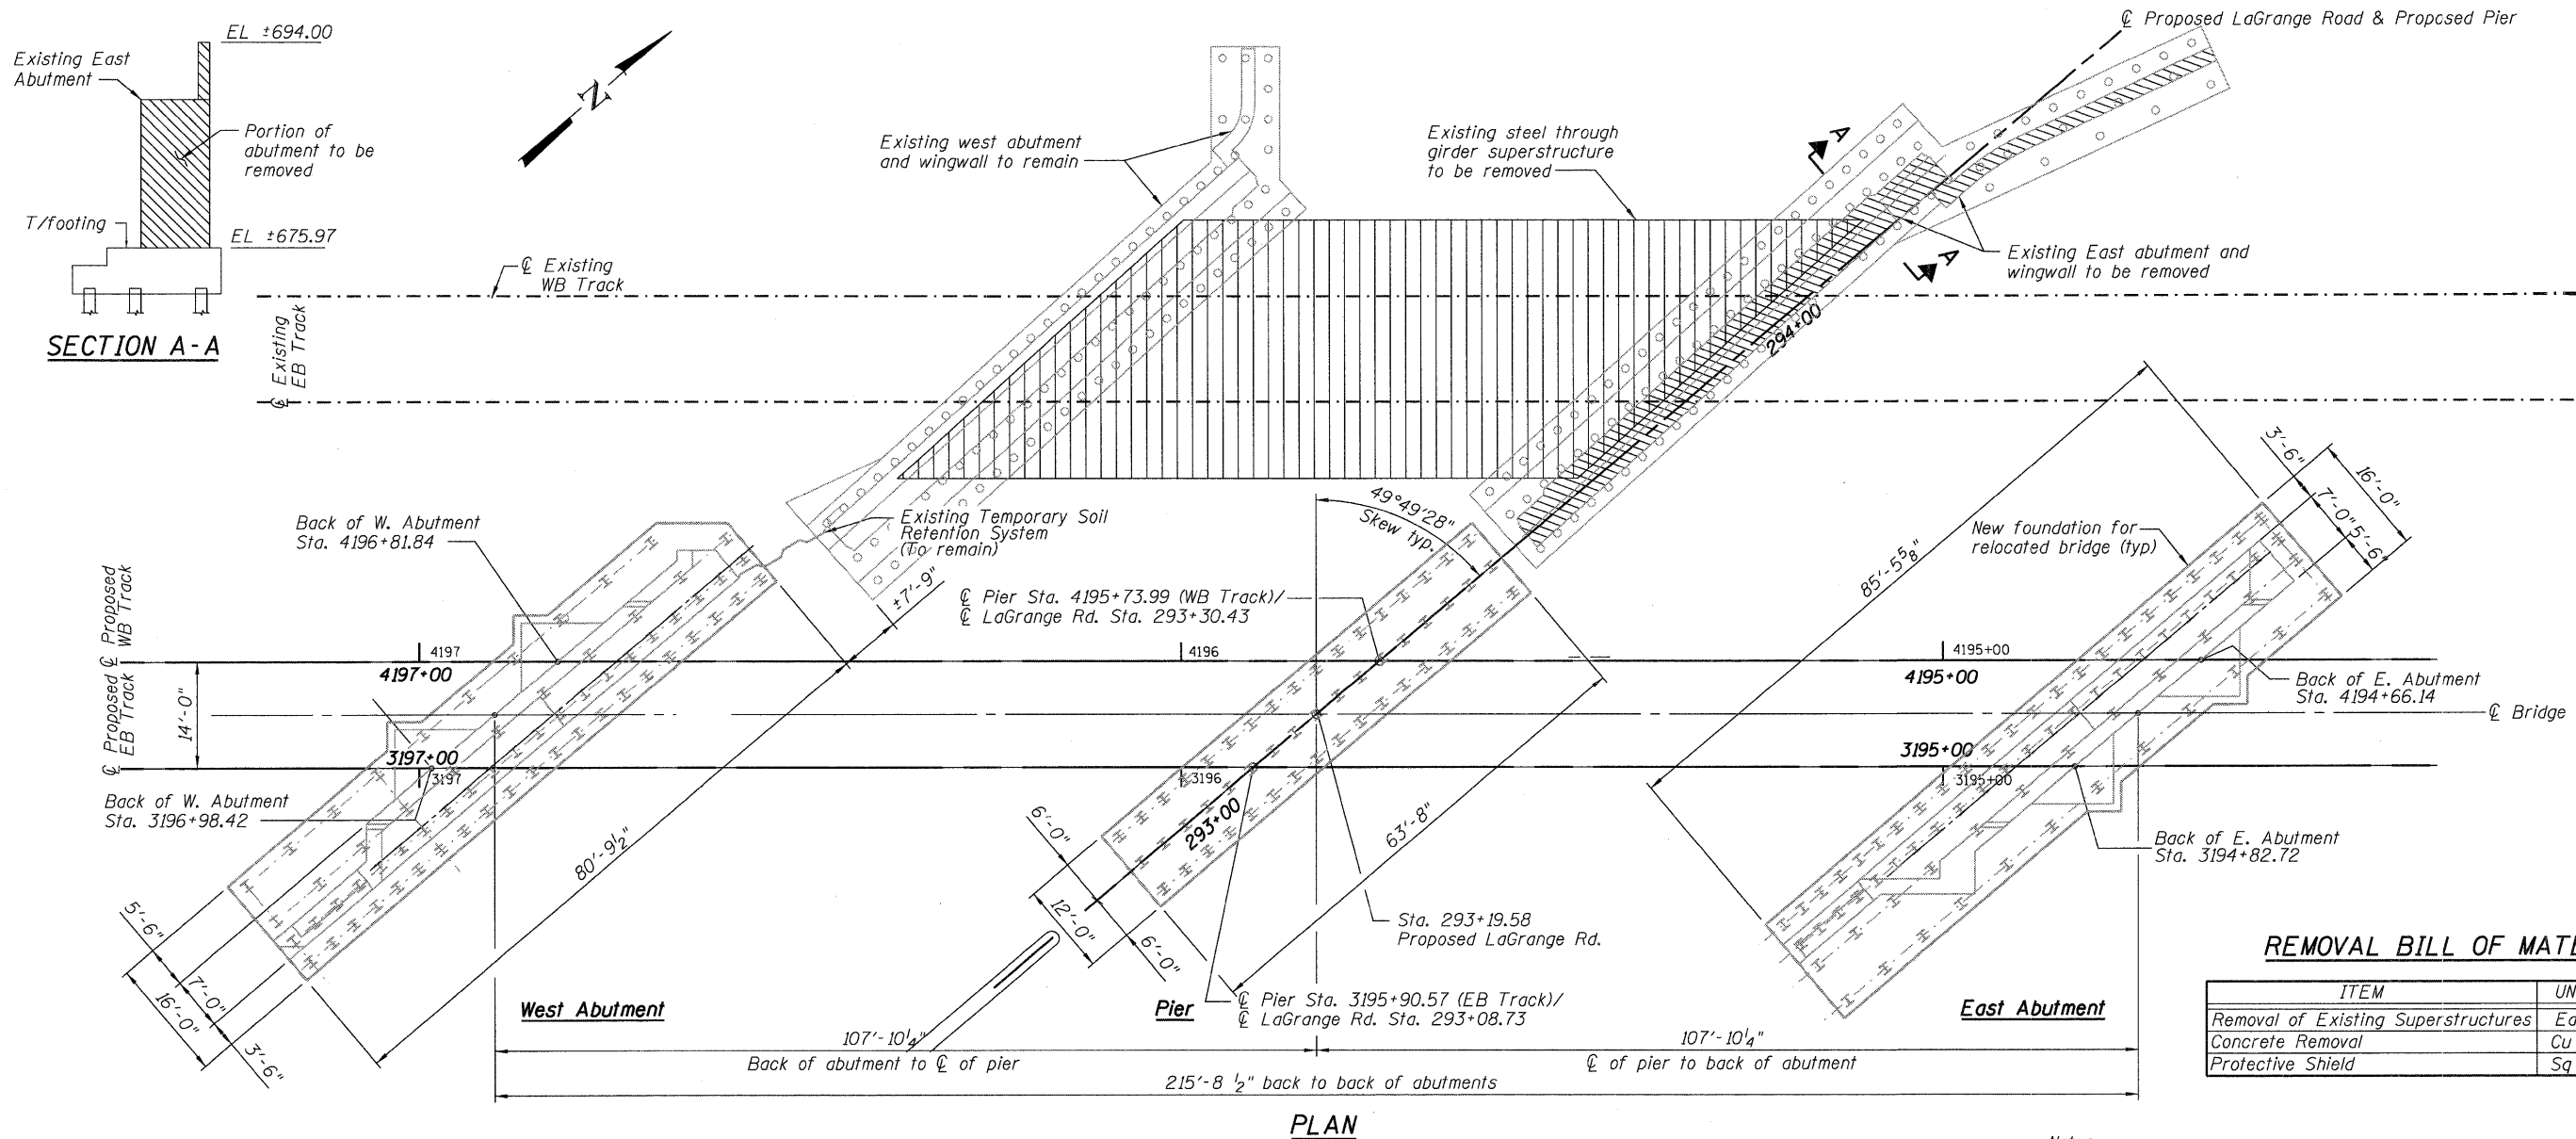 EL ±694.00
Existing East
Abutment
Portion of
abutment to be
removed
T/footing
EL ±675.97
SECTION A-A
N
Existing west abutment
and wingwall to remain
Existing steel through
girder superstructure
to be removed
℄ Proposed LaGrange Road & Proposed Pier
A
A
Existing East abutment and
wingwall to be removed
℄ Existing
WB Track
℄ Existing
EB Track
294+00
Back of W. Abutment
Sta. 4196+81.84
Existing Temporary Soil
Retention System
(To remain)
±7'-9"
49°49'28"
Skew typ.
℄ Pier Sta. 4195+73.99 (WB Track)/
℄ LaGrange Rd. Sta. 293+30.43
85'-5⅝"
New foundation for
relocated bridge (typ)
3'-6"
16'-0"
7'-0"
5'-6"
℄ Proposed
WB Track
℄ Proposed
EB Track
14'-0"
4197
4197+00
4196
4195+00
4195+00
Back of E. Abutment
Sta. 4194+66.14
℄ Bridge
3197+00
3197
3196
3195+00
3195+00
Back of W. Abutment
Sta. 3196+98.42
Back of E. Abutment
Sta. 3194+82.72
80'-9½"
6'-0"
293+00
63'-8"
12'-0"
6'-0"
5'-6"
7'-0"
16'-0"
3'-6"
Sta. 293+19.58
Proposed LaGrange Rd.
℄ Pier Sta. 3195+90.57 (EB Track)/
℄ LaGrange Rd. Sta. 293+08.73
West Abutment
Pier
East Abutment
107'-10¼"
Back of abutment to ℄ of pier
107'-10¼"
℄ of pier to back of abutment
215'-8 ½" back to back of abutments
PLAN
REMOVAL BILL OF MATE
ITEM UN
Removal of Existing Superstructures Ea
Concrete Removal Cu
Protective Shield Sq